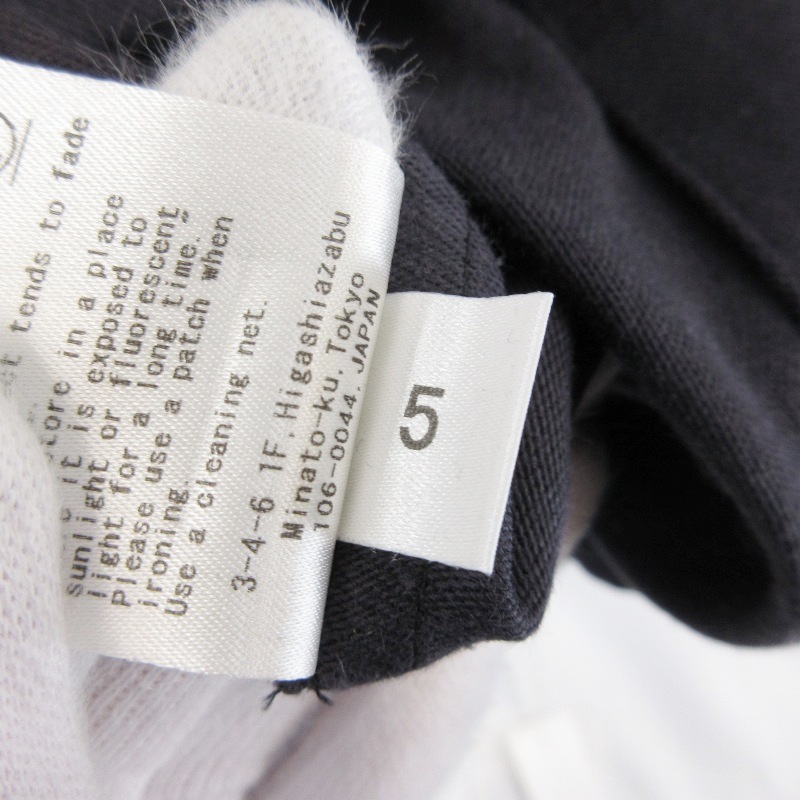 tends to fade
in a place
it is exposed to
sunlight or fluorescent
light for a long time.
Please use a patch when
ironing.
Use a cleaning net.
3-4-6 1F, Higashiazabu
Minato-ku, Tokyo
106-0044. JAPAN
5